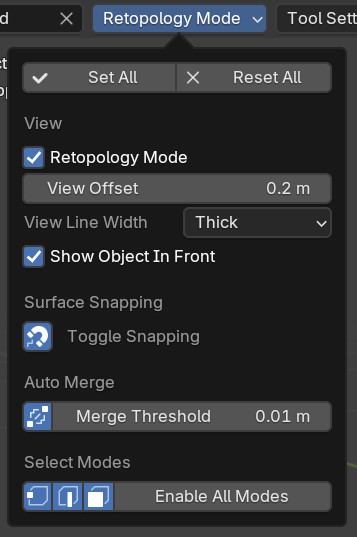 d
Retopology Mode
Tool Sett
Set All
Reset All
View
Retopology Mode
View Offset 0.2 m
View Line Width Thick
Show Object In Front
Surface Snapping
Toggle Snapping
Auto Merge
Merge Threshold 0.01 m
Select Modes
Enable All Modes